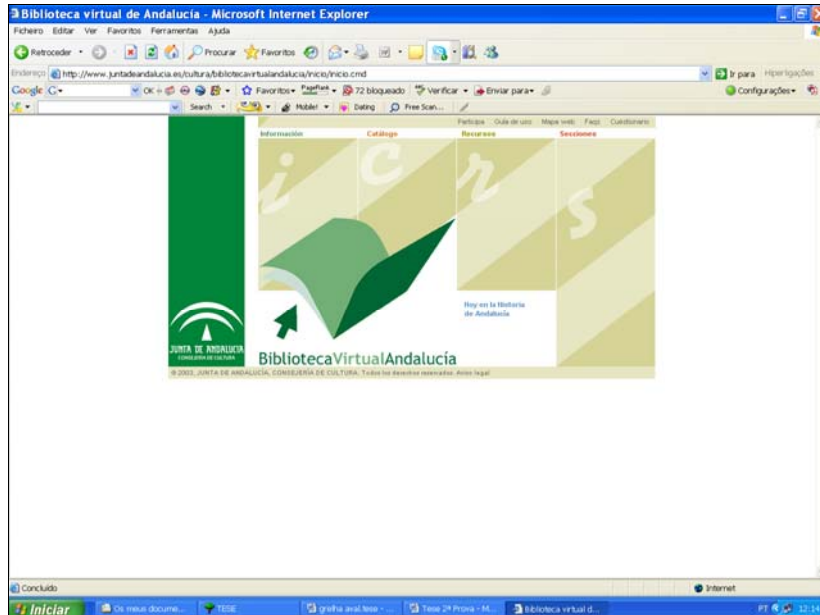 Biblioteca virtual de Andalucía - Microsoft Internet Explorer
Ficheiro Editar Ver Favoritos Ferramentas Ajuda
Retroceder Procurar Favoritos
Endereço http://www.juntadeandalucia.es/cultura/bibliotecavirtualandalucia/inicio/inicio.cmd Ir para Hiperligações
Google G OK Favoritos PageRank 72 bloqueado Verificar Enviar para Configurações
Search Mobile! Dating Free Scan...
Participa Guía de uso Mapa web Faqs Cuestionario
Información Catálogo Recursos Secciones
i c r s
Hoy en la Historia
de Andalucía
JUNTA DE ANDALUCIA
CONSEJERÍA DE CULTURA
BibliotecaVirtualAndalucía
© 2003, JUNTA DE ANDALUCÍA, CONSEJERÍA DE CULTURA. Todos los derechos reservados. Aviso legal
Concluído Internet
Iniciar Os meus docume... TESE grelha aval.tese - ... Tese 2ª Prova - M... Biblioteca virtual d... PT 12:14